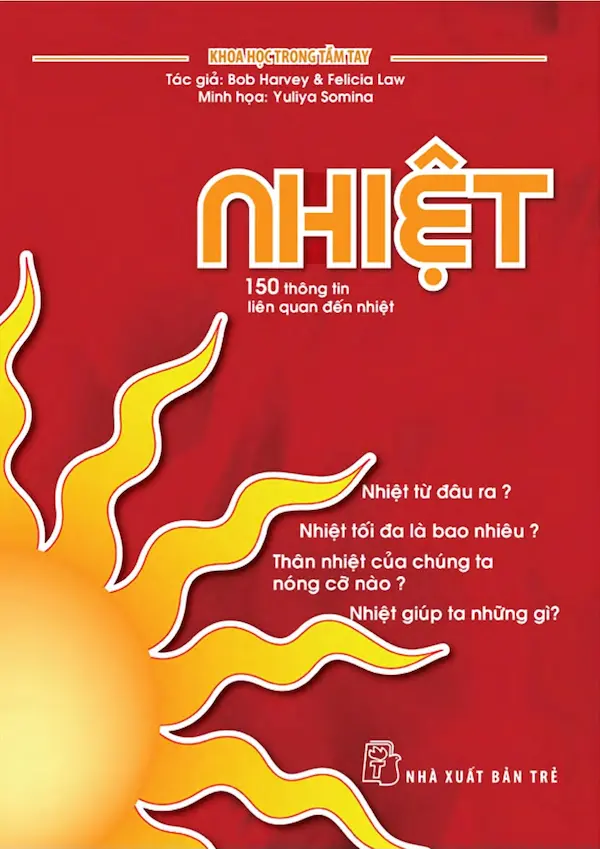 KHOA HỌC TRONG TẦM TAY
Tác giả: Bob Harvey & Felicia Law
Minh họa: Yuliya Somina
NHIỆT
150 thông tin
liên quan đến nhiệt
Nhiệt từ đâu ra ?
Nhiệt tối đa là bao nhiêu ?
Thân nhiệt của chúng ta
nóng cỡ nào ?
Nhiệt giúp ta những gì?
T
NHÀ XUẤT BẢN TRẺ